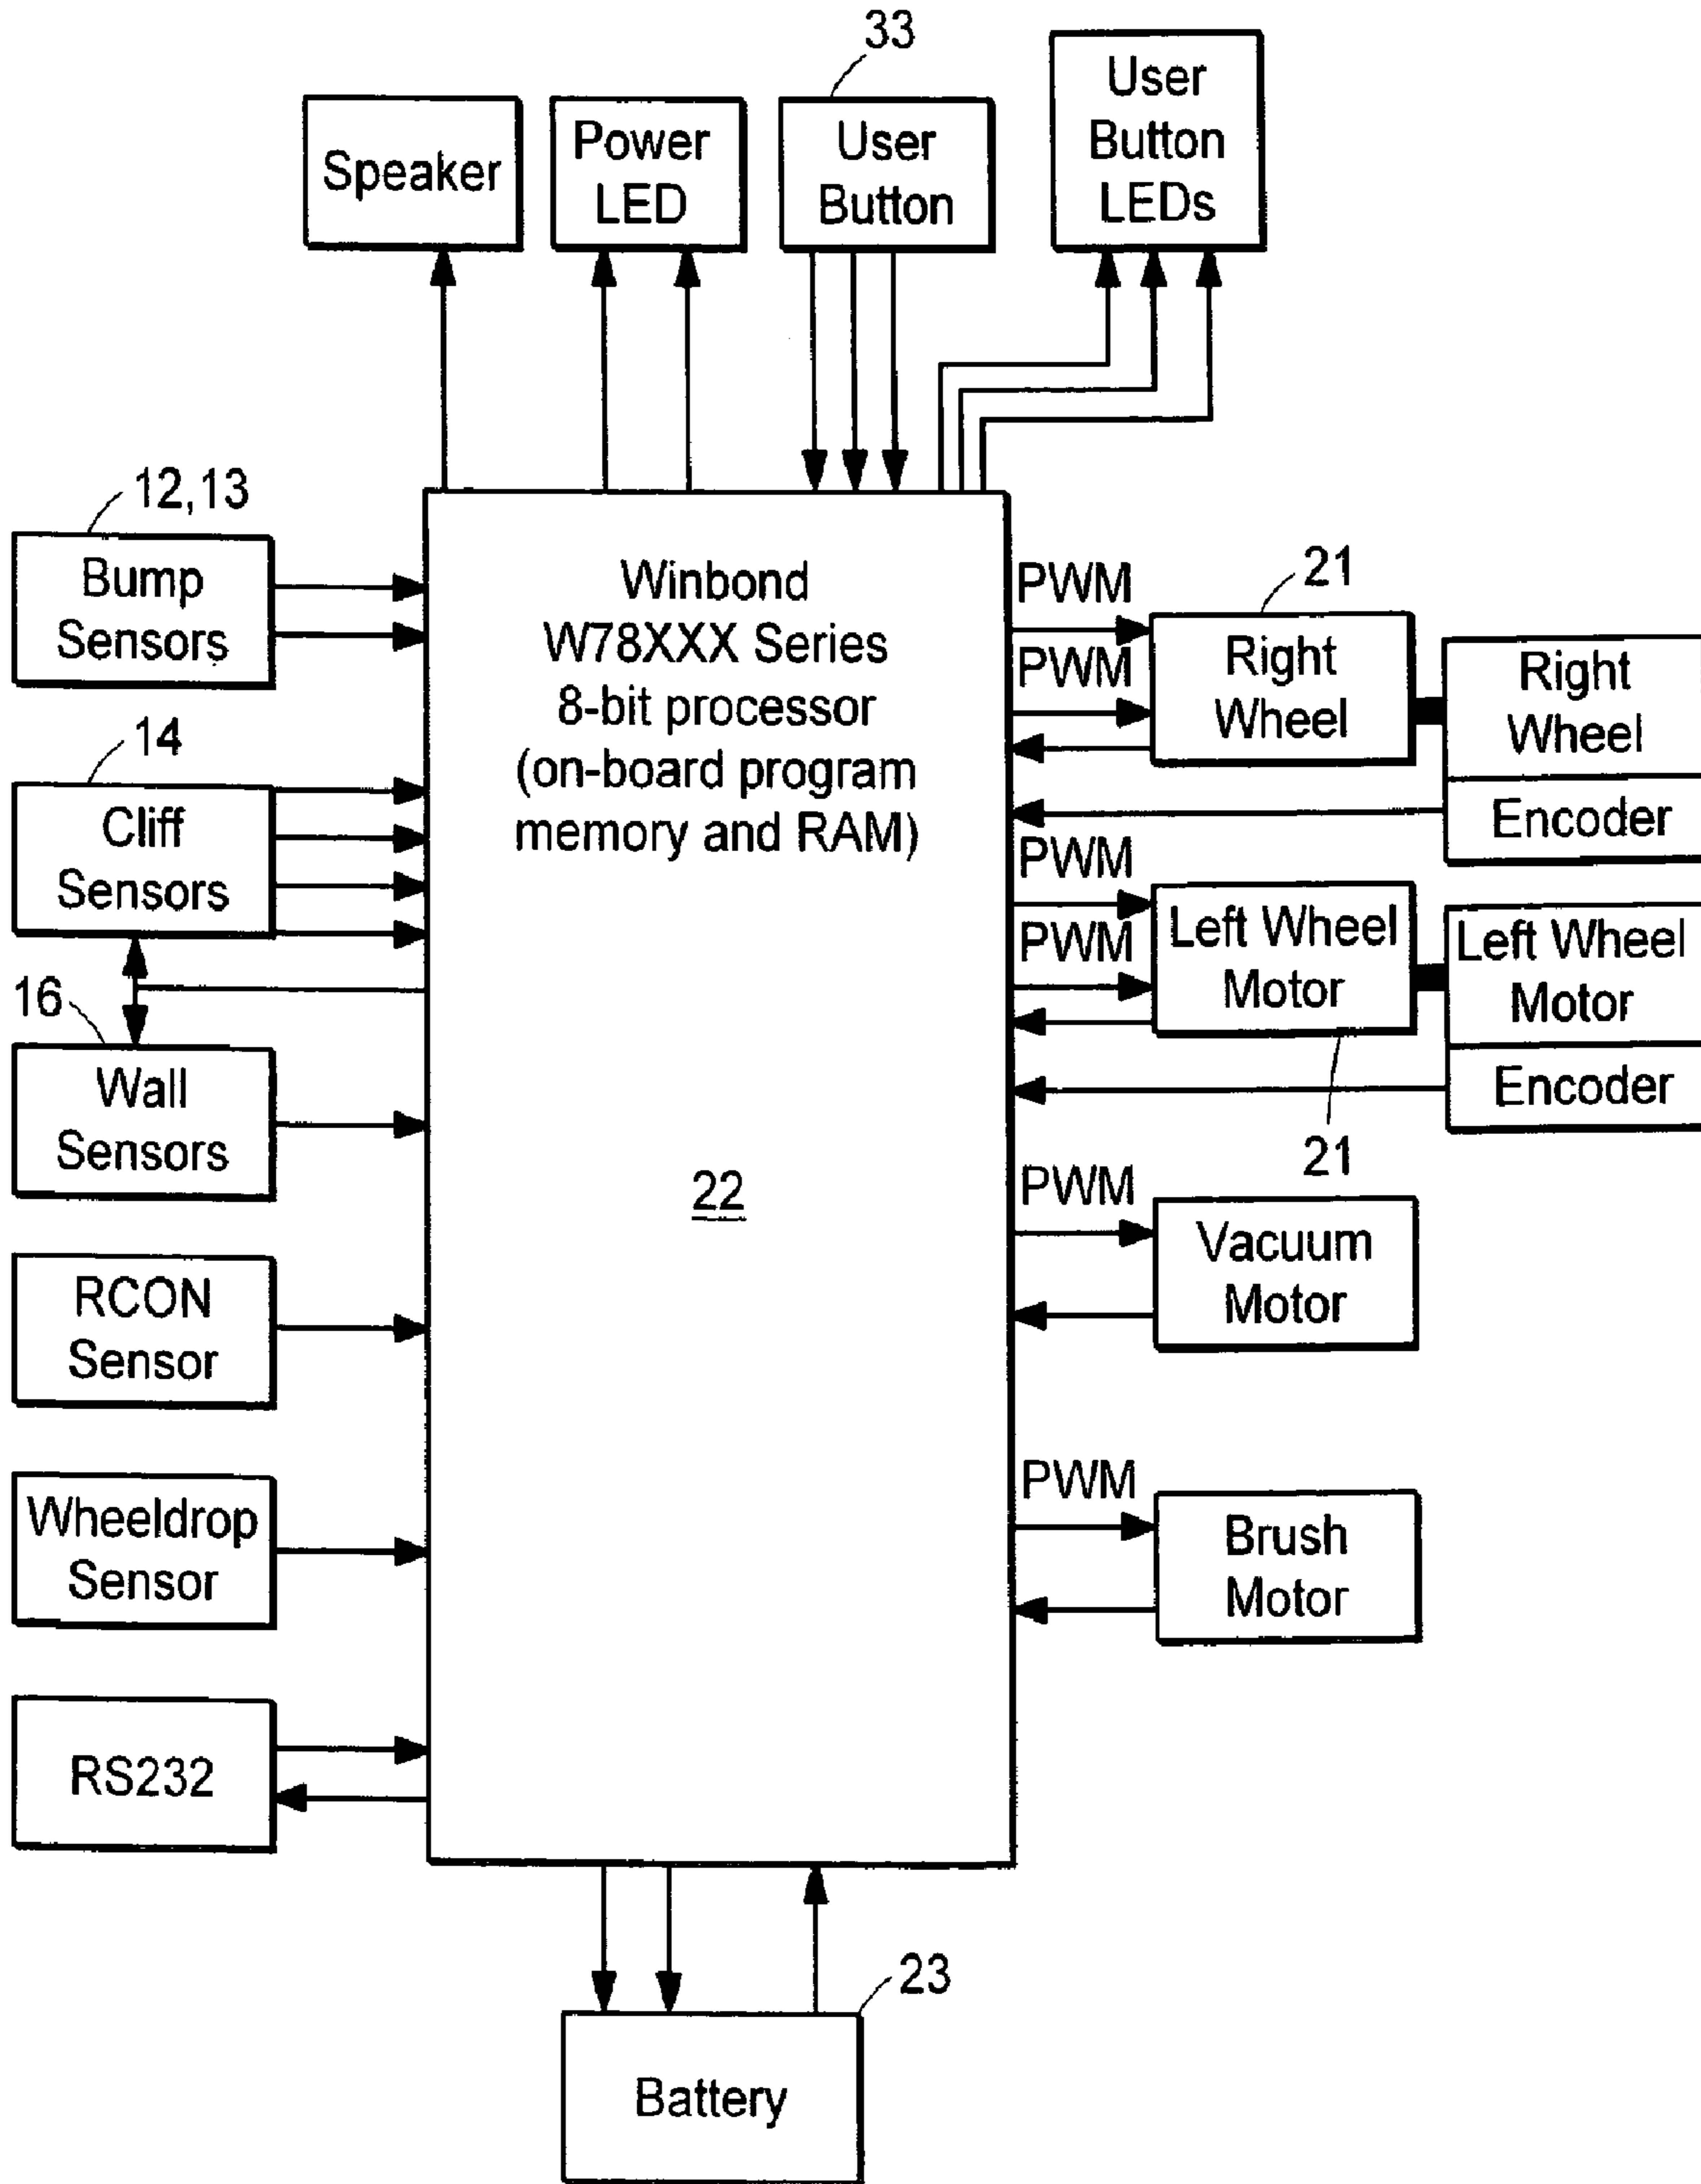 33
User
Button
LEDs
Speaker
Power
LED
User
Button
12,13
Bump
Sensors
14
Cliff
Sensors
16
Wall
Sensors
RCON
Sensor
Wheeldrop
Sensor
RS232
Winbond
W78XXX Series
8-bit processor
(on-board program
memory and RAM)
22
PWM
PWM
21
Right
Wheel
Right
Wheel
Encoder
PWM
PWM
Left Wheel
Motor
21
Left Wheel
Motor
Encoder
PWM
Vacuum
Motor
PWM
Brush
Motor
23
Battery